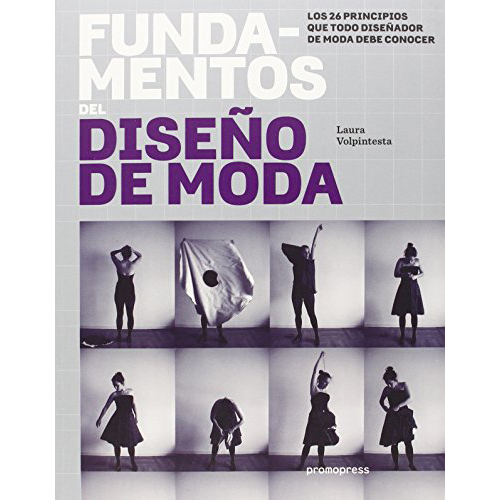 FUNDA-
MENTOS
DEL
DISEÑO
DE MODA
LOS 26 PRINCIPIOS
QUE TODO DISEÑADOR
DE MODA DEBE CONOCER
Laura
Volpintesta
promopress